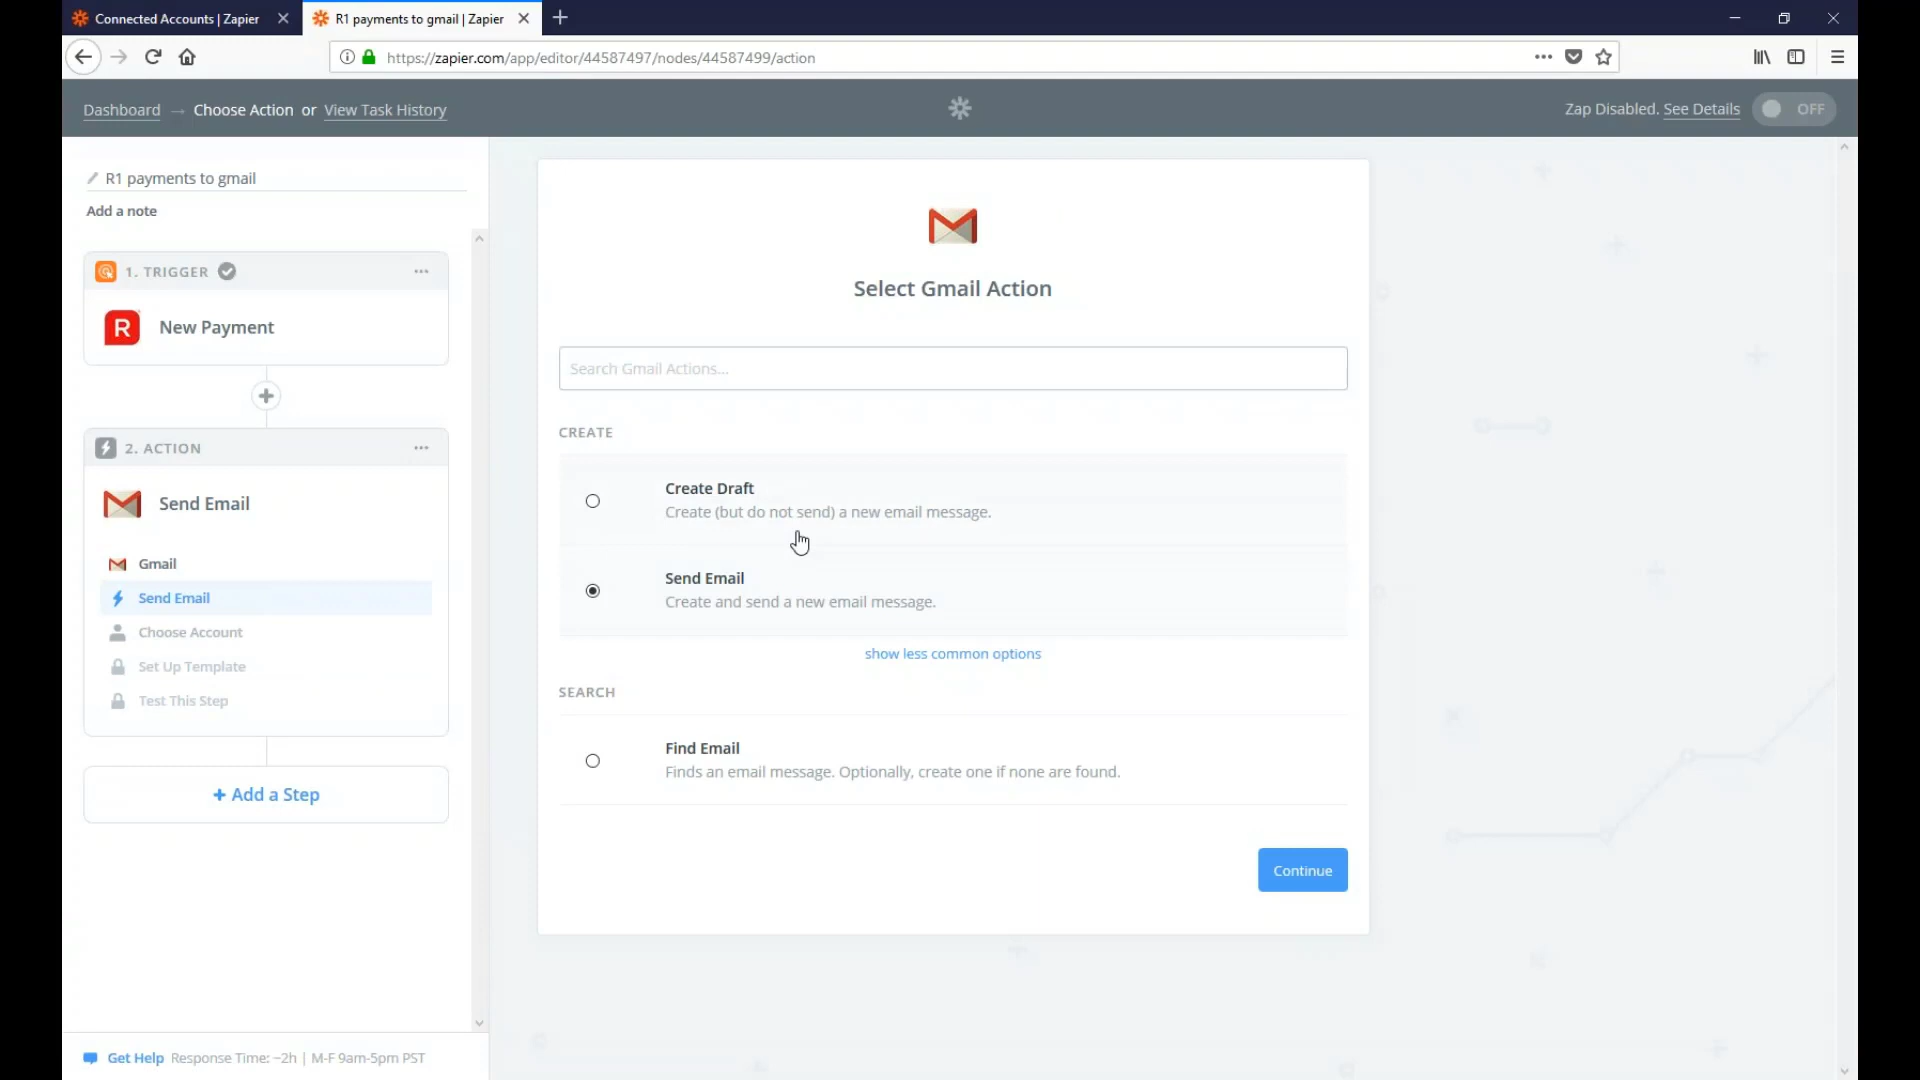 Connected Accounts | Zapier
R1 payments to gmail | Zapier
https://zapier.com/app/editor/44587497/nodes/44587499/action
Dashboard → Choose Action or View Task History
Zap Disabled. See Details
OFF
R1 payments to gmail
Add a note
1. TRIGGER
R
New Payment
2. ACTION
Send Email
Gmail
Send Email
Choose Account
Set Up Template
Test This Step
+ Add a Step
Get Help Response Time: ~2h | M-F 9am-5pm PST
Select Gmail Action
Search Gmail Actions...
CREATE
Create Draft
Create (but do not send) a new email message.
Send Email
Create and send a new email message.
show less common options
SEARCH
Find Email
Finds an email message. Optionally, create one if none are found.
Continue